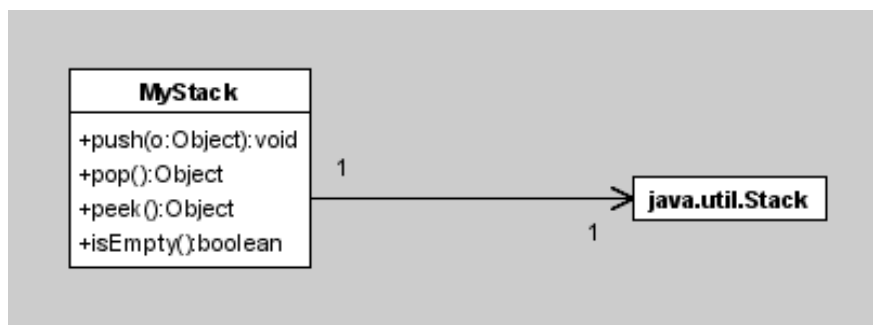 MyStack
+push(o:Object):void
+pop():Object
+peek():Object
+isEmpty():boolean
1
1
java.util.Stack